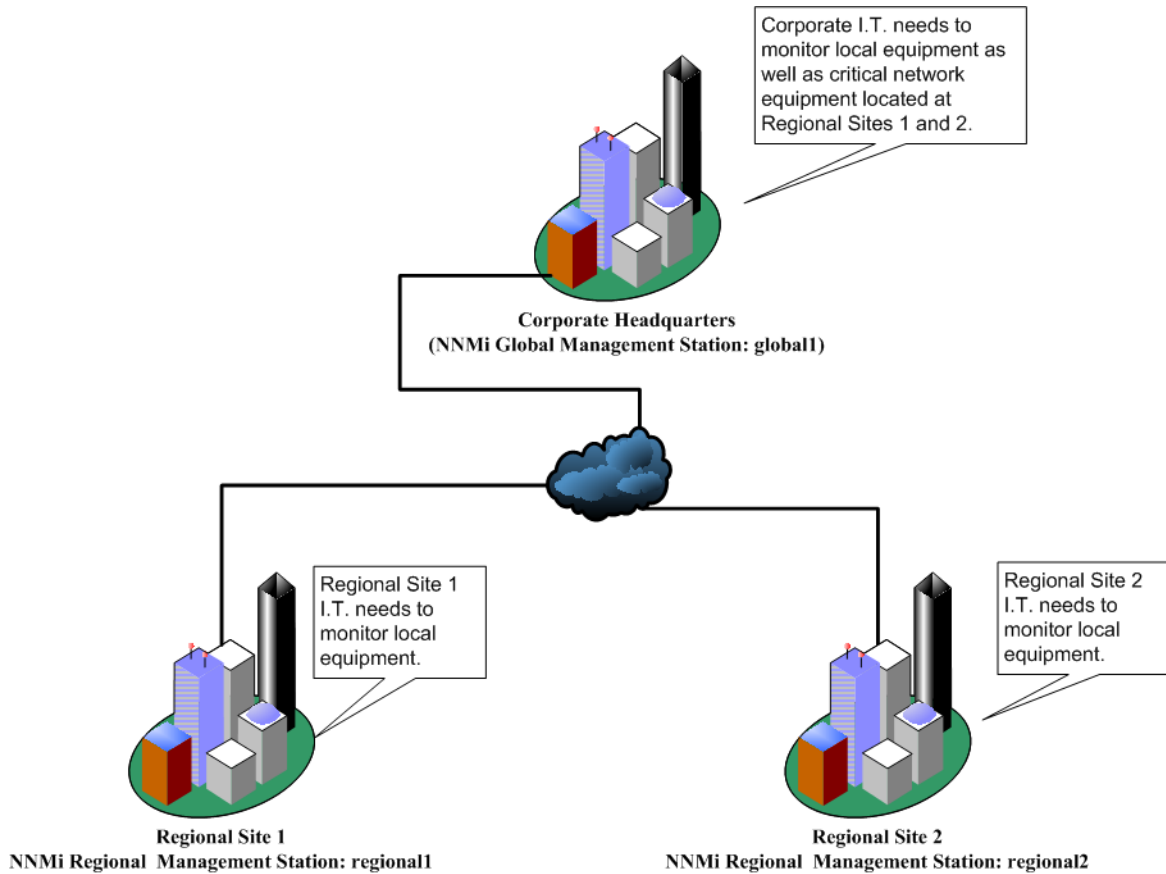 Corporate I.T. needs to
monitor local equipment as
well as critical network
equipment located at
Regional Sites 1 and 2.
Corporate Headquarters
(NNMi Global Management Station: global1)
Regional Site 1
I.T. needs to
monitor local
equipment.
Regional Site 2
I.T. needs to
monitor local
equipment.
Regional Site 1
NNMi Regional Management Station: regional1
Regional Site 2
NNMi Regional Management Station: regional2